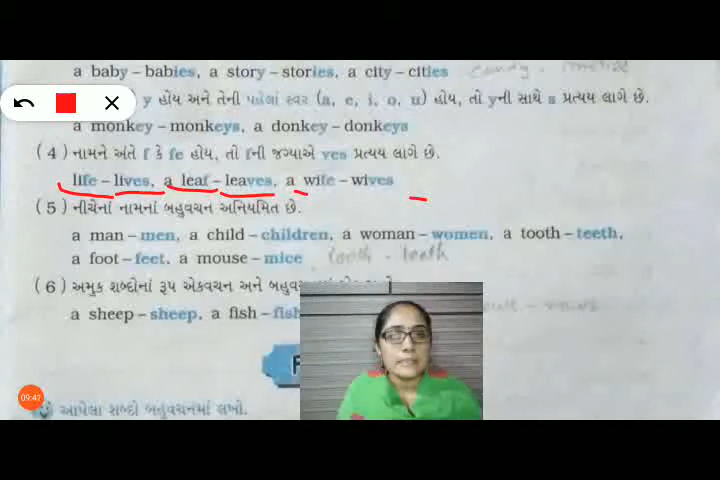 a baby – babies, a story – stories, a city – cities
y હોય અને તેની પહેલાં સ્વર (a, e, i, o, u) હોય, તો yની સાથે s પ્રત્યય લાગે છે.
a monkey – monkeys, a donkey – donkeys
(4) નામને અંતે f કે fe હોય, તો fની જગ્યાએ ves પ્રત્યય લાગે છે.
life – lives, a leaf – leaves, a wife – wives
(5) નીચેનાં નામનાં બહુવચન અનિયમિત છે.
a man – men, a child – children, a woman – women, a tooth – teeth,
a foot – feet, a mouse – mice tooth - teeth
(6) અમુક શબ્દોનાં રૂપ એકવચન અને
a sheep – sheep, a fish – fish
09:47
આપેલા શબ્દો બહુવચનમાં લખો.